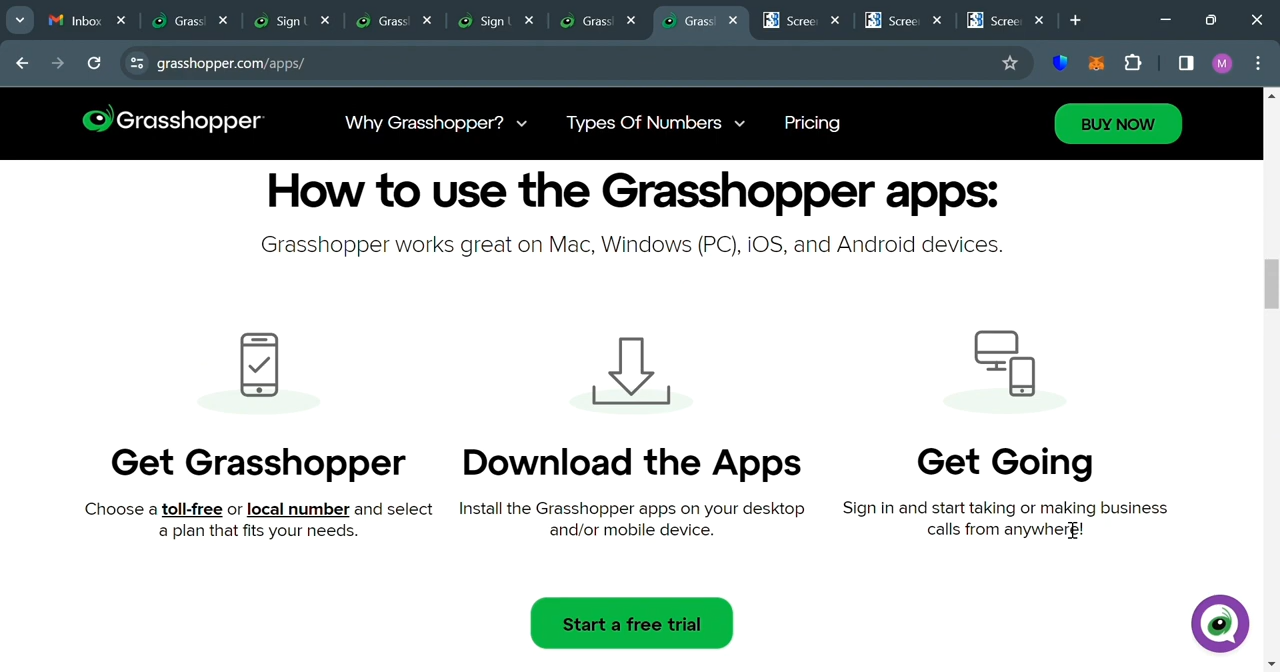 Inbox
Grassl
Sign U
Grassl
Sign U
Grassl
Grassl
Scree
Scree
Scree
grasshopper.com/apps/
M
Grasshopper
Why Grasshopper?
Types Of Numbers
Pricing
BUY NOW
How to use the Grasshopper apps:
Grasshopper works great on Mac, Windows (PC), iOS, and Android devices.
Get Grasshopper
Choose a toll-free or local number and select
a plan that fits your needs.
Download the Apps
Install the Grasshopper apps on your desktop
and/or mobile device.
Get Going
Sign in and start taking or making business
calls from anywhere!
Start a free trial